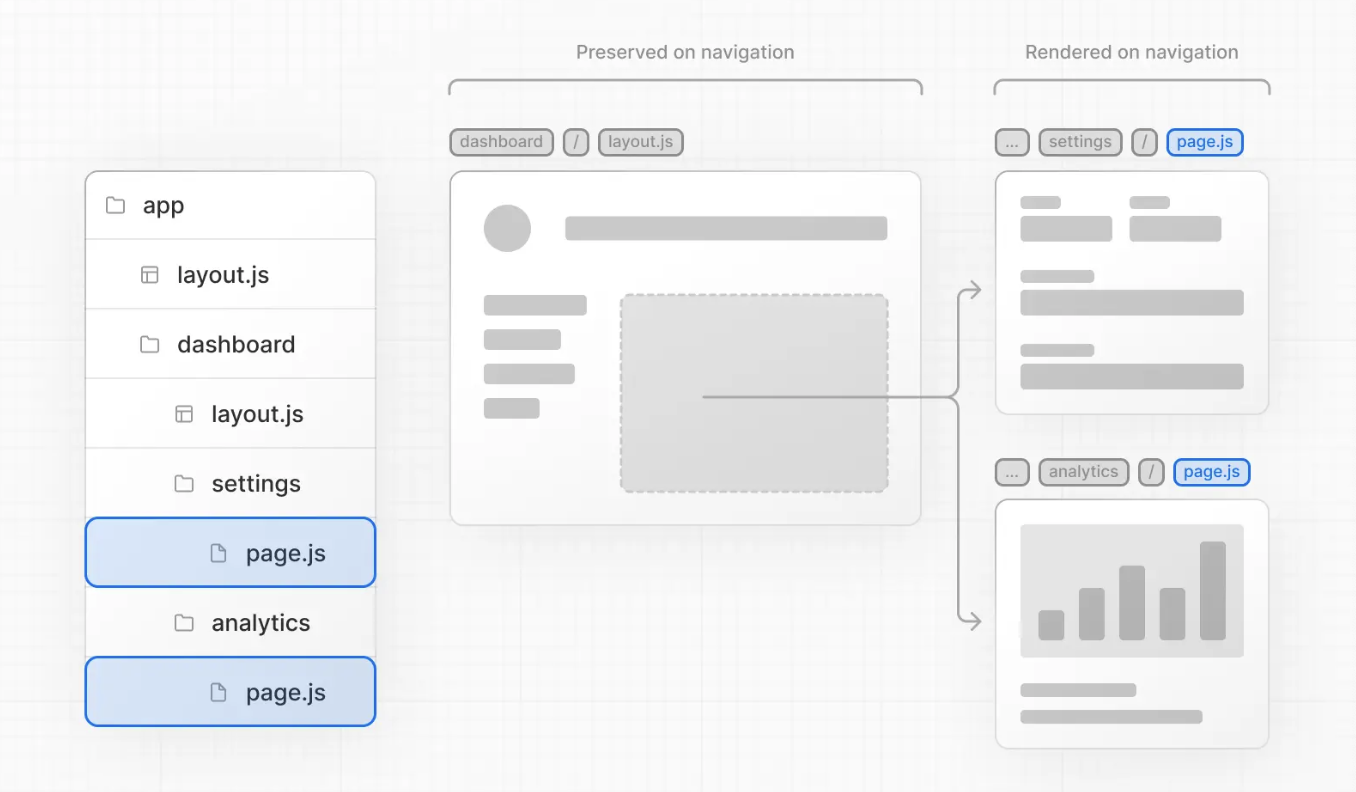 Preserved on navigation
Rendered on navigation
dashboard / layout.js
... settings / page.js
app
layout.js
dashboard
layout.js
settings
page.js
analytics
page.js
... analytics / page.js